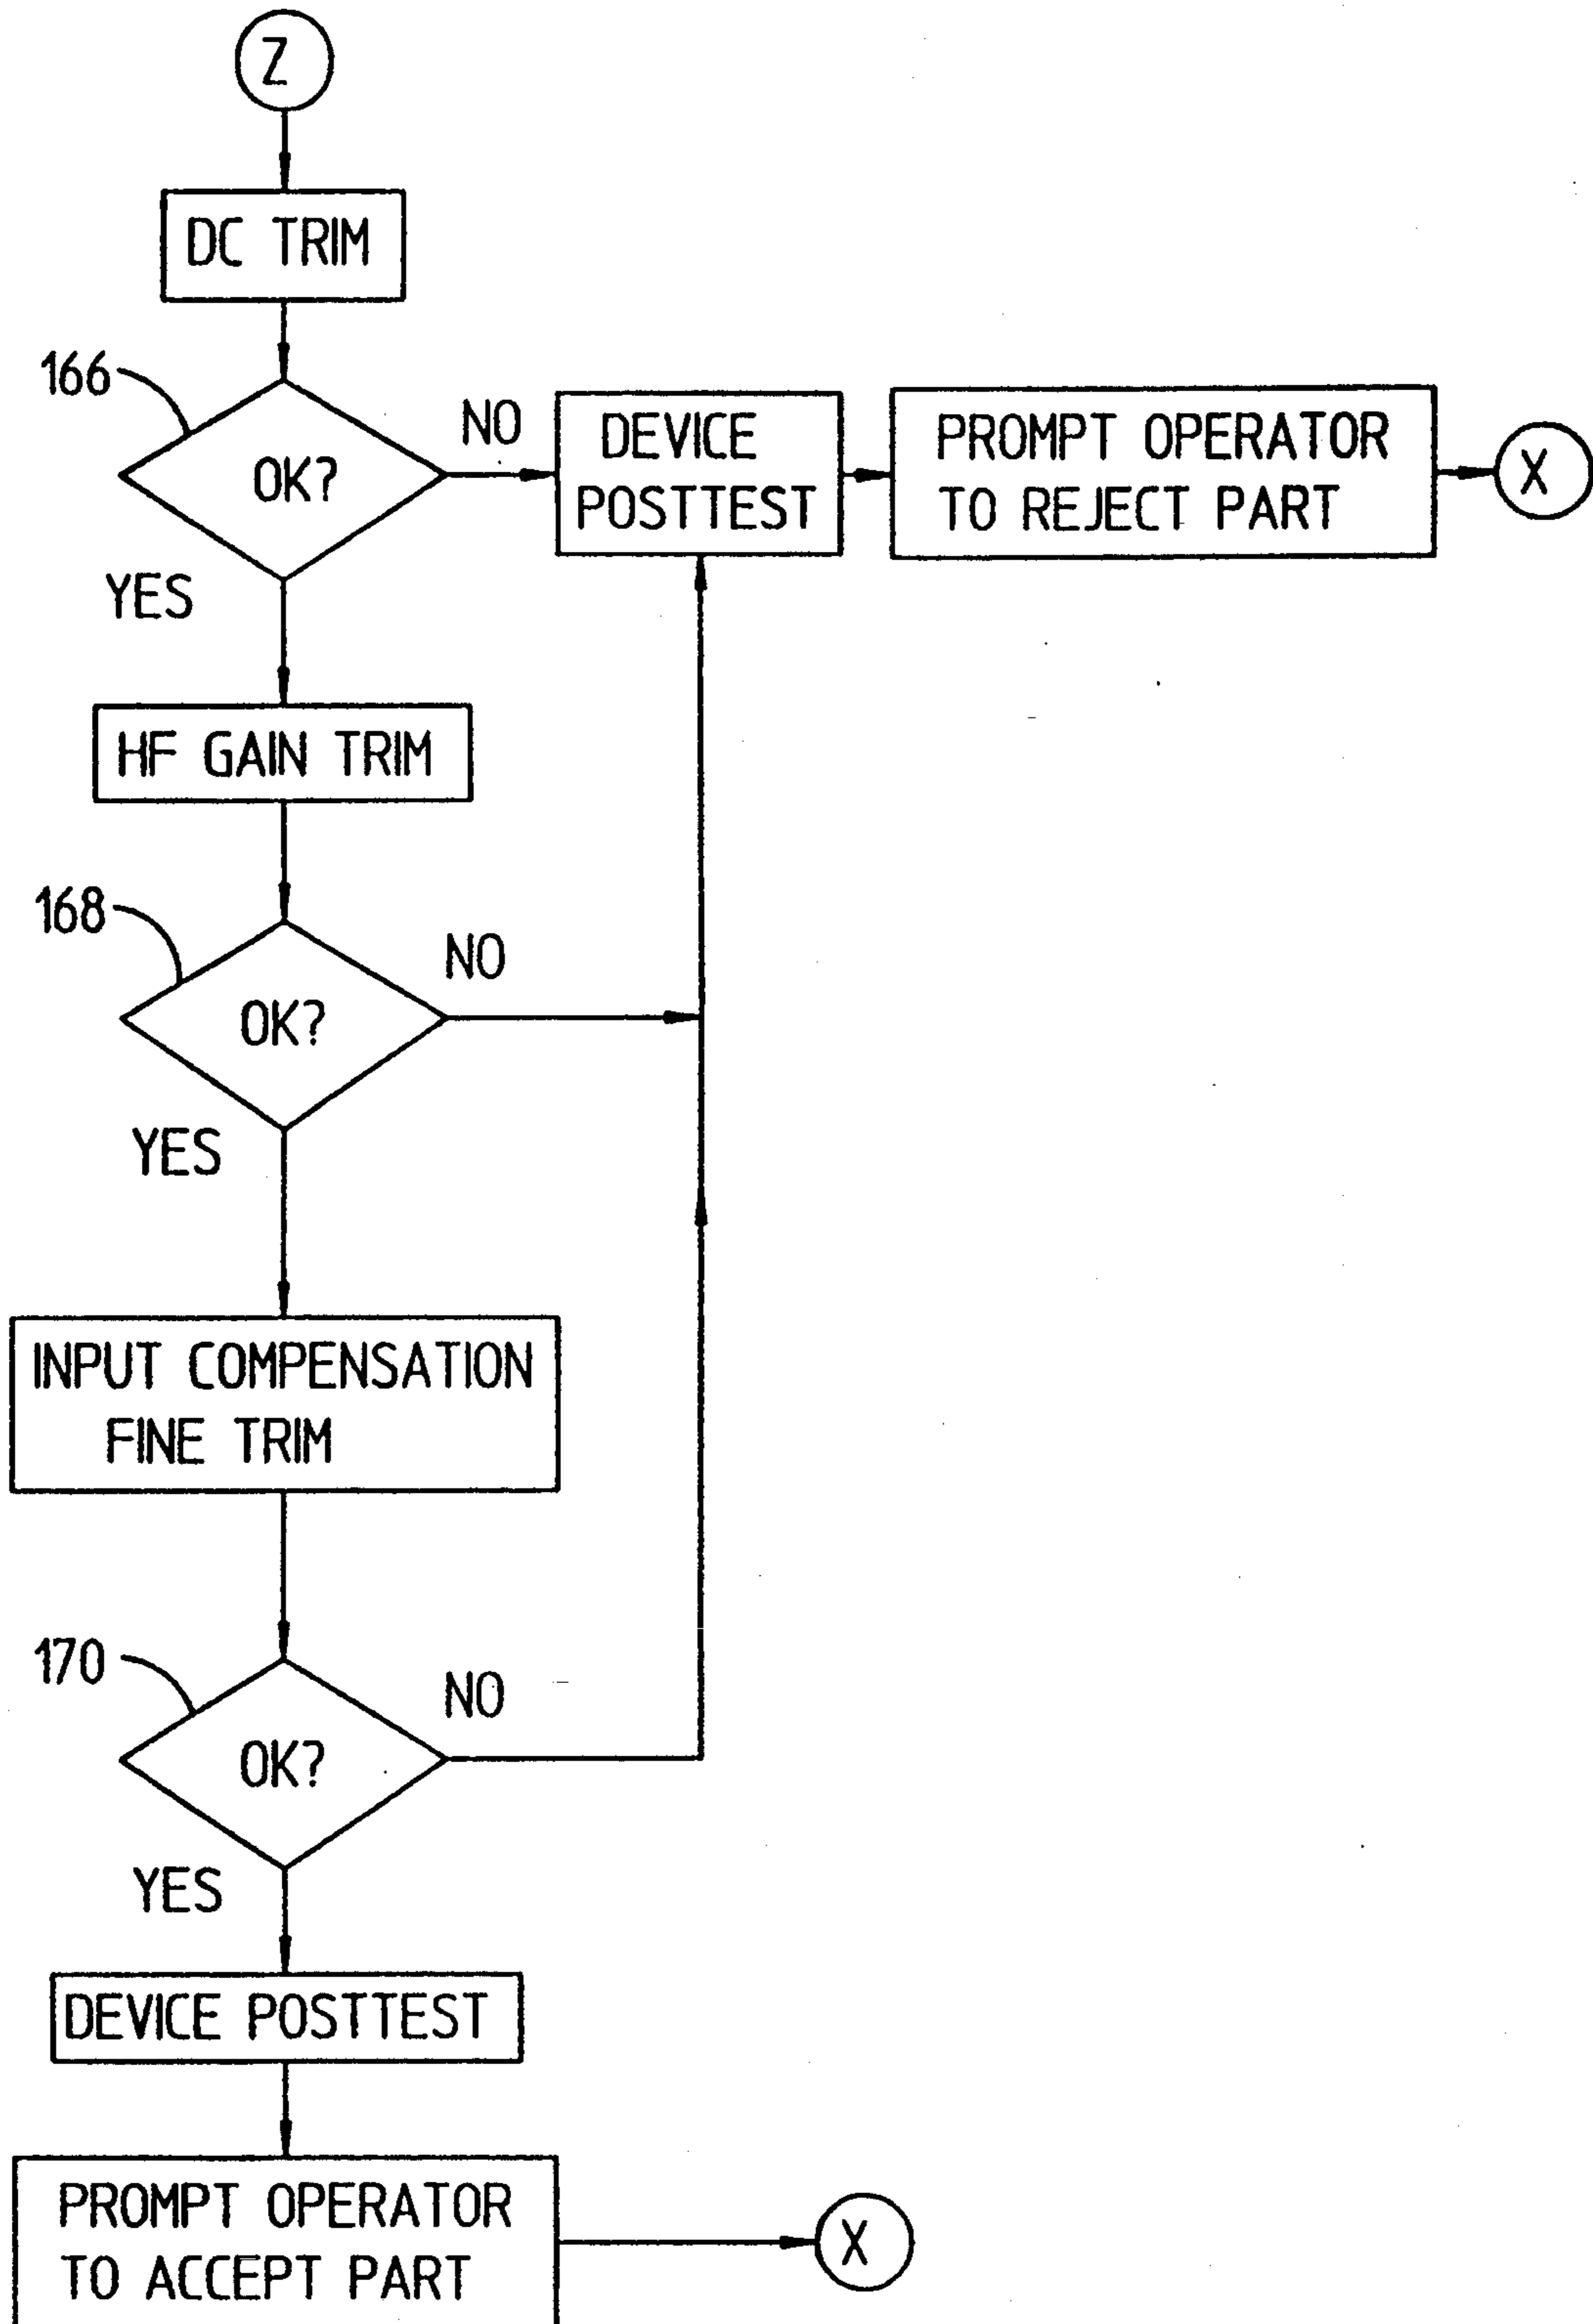 Z
DC TRIM
166
OK?
NO
DEVICE
POSTTEST
PROMPT OPERATOR
TO REJECT PART
X
YES
HF GAIN TRIM
168
OK?
NO
YES
INPUT COMPENSATION
FINE TRIM
170
OK?
NO
YES
DEVICE POSTTEST
PROMPT OPERATOR
TO ACCEPT PART
X